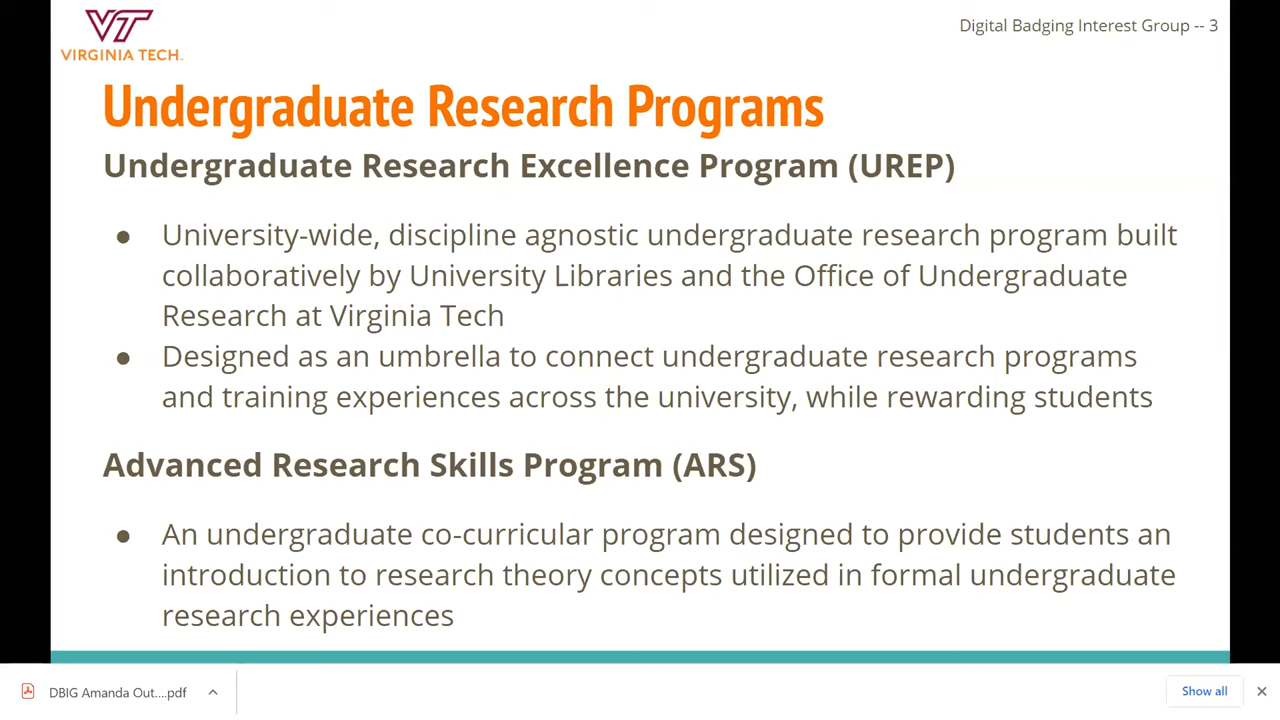 VT
VIRGINIA TECH.
Digital Badging Interest Group -- 3
Undergraduate Research Programs
Undergraduate Research Excellence Program (UREP)
● University-wide, discipline agnostic undergraduate research program built
collaboratively by University Libraries and the Office of Undergraduate
Research at Virginia Tech
● Designed as an umbrella to connect undergraduate research programs
and training experiences across the university, while rewarding students
Advanced Research Skills Program (ARS)
● An undergraduate co-curricular program designed to provide students an
introduction to research theory concepts utilized in formal undergraduate
research experiences
DBIG Amanda Out....pdf
Show all